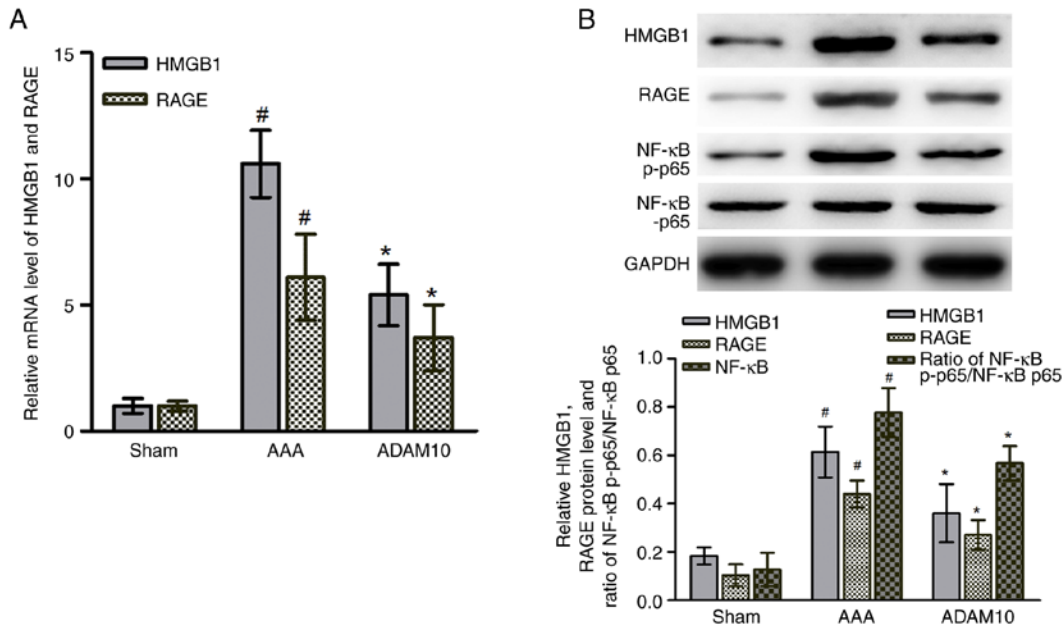 A
Relative mRNA level of HMGB1 and RAGE
15
10
5
0
HMGB1
RAGE
#
#
*
*
Sham
AAA
ADAM10
B
HMGB1
RAGE
NF-κB
p-p65
NF-κB
-p65
GAPDH
HMGB1
RAGE
NF-κB
HMGB1
RAGE
Ratio of NF-κB
p-p65/NF-κB p65
Relative HMGB1,
RAGE protein level and
ratio of NF-κB p-p65/NF-κB p65
1.0
0.8
0.6
0.4
0.2
0
#
#
#
*
*
*
Sham
AAA
ADAM10